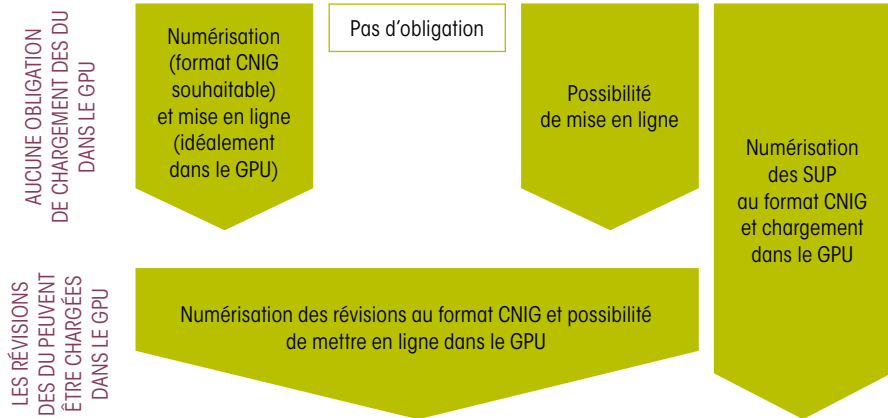 AUCUNE OBLIGATION
DE CHARGEMENT DES DU
DANS LE GPU
Numérisation
(format CNIG
souhaitable)
et mise en ligne
(idéalement
dans le GPU)
Pas d'obligation
Possibilité
de mise en ligne
Numérisation
des SUP
au format CNIG
et chargement
dans le GPU
LES RÉVISIONS
DES DU PEUVENT
ÊTRE CHARGÉES
DANS LE GPU
Numérisation des révisions au format CNIG et possibilité
de mettre en ligne dans le GPU